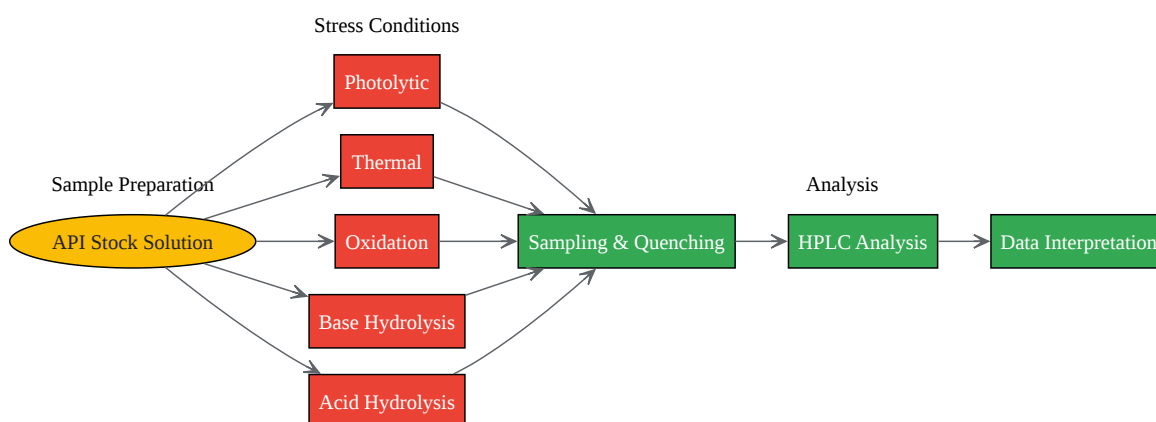 Stress Conditions
Photolytic
Thermal
Sample Preparation
Analysis
API Stock Solution
Oxidation
Sampling & Quenching
HPLC Analysis
Data Interpretation
Base Hydrolysis
Acid Hydrolysis